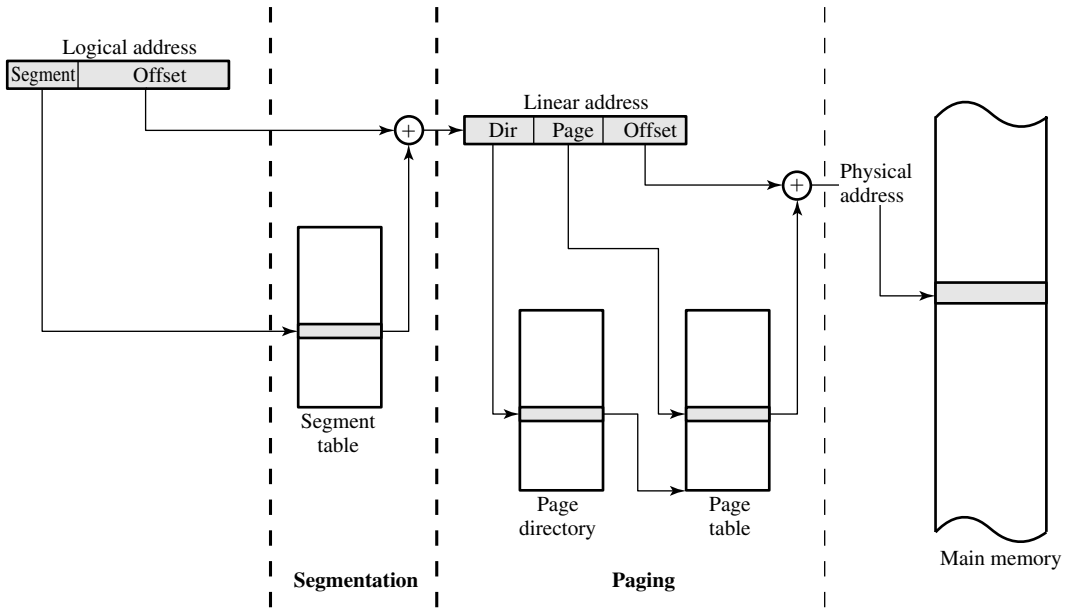 Logical address
Segment
Offset
Segment
table
Segmentation
Linear address
Dir
Page
Offset
+
+
Page
directory
Page
table
Paging
Physical
address
Main memory